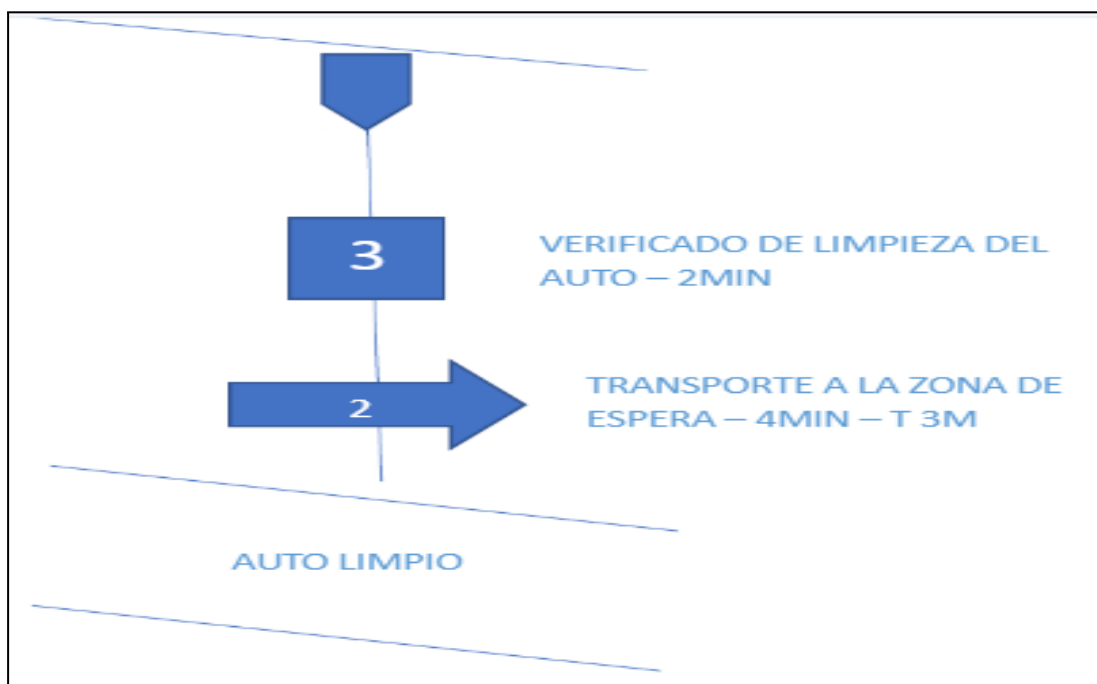 3
VERIFICADO DE LIMPIEZA DEL
AUTO – 2MIN
2
TRANSPORTE A LA ZONA DE
ESPERA – 4MIN – T 3M
AUTO LIMPIO